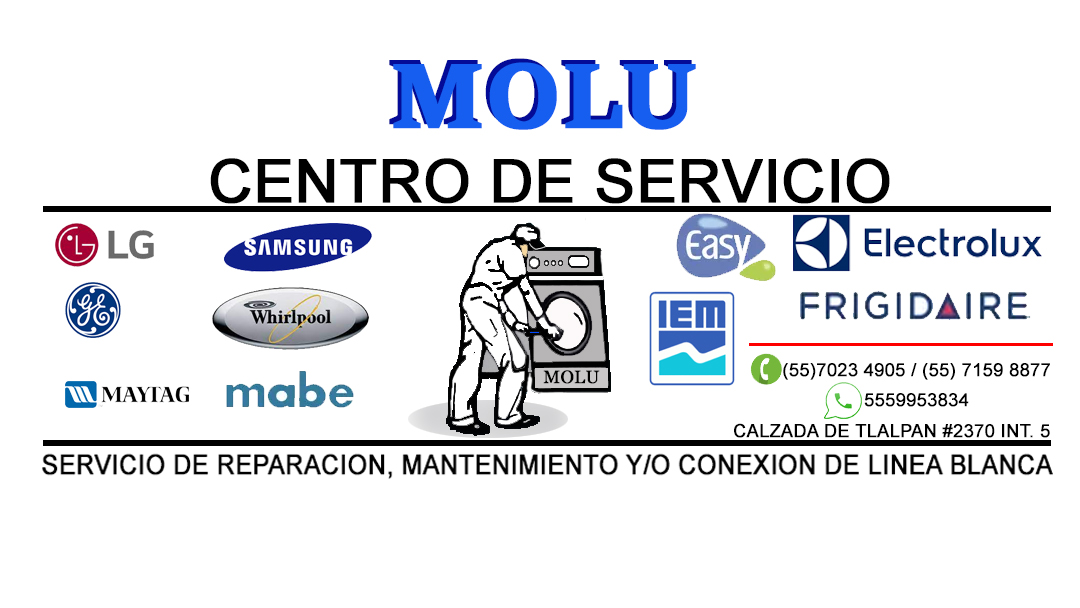 MOLU
CENTRO DE SERVICIO
LG
SAMSUNG
GE
Whirlpool
MAYTAG
mabe
MOLU
Easy
Electrolux
IEM
FRIGIDAIRE
(55)7023 4905 / (55) 7159 8877
5559953834
CALZADA DE TLALPAN #2370 INT. 5
SERVICIO DE REPARACION, MANTENIMIENTO Y/O CONEXION DE LINEA BLANCA